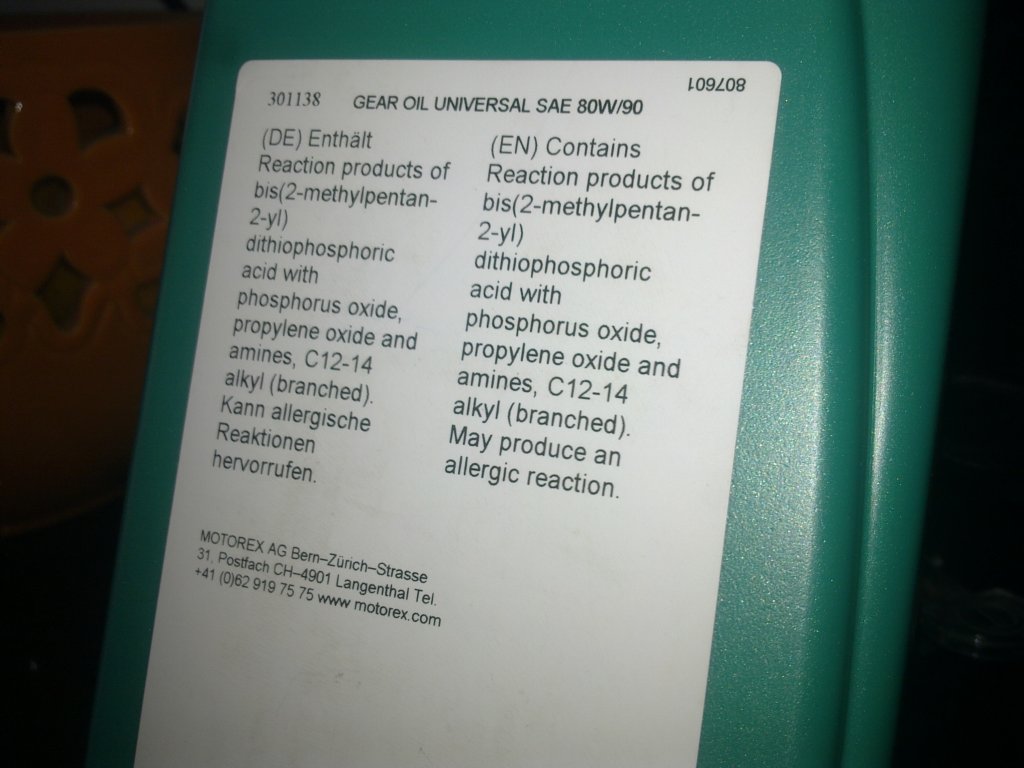 807601
301138 GEAR OIL UNIVERSAL SAE 80W/90
(DE) Enthält
Reaction products of
bis(2-methylpentan-
2-yl)
dithiophosphoric
acid with
phosphorus oxide,
propylene oxide and
amines, C12-14
alkyl (branched).
Kann allergische
Reaktionen
hervorrufen.
(EN) Contains
Reaction products of
bis(2-methylpentan-
2-yl)
dithiophosphoric
acid with
phosphorus oxide,
propylene oxide and
amines, C12-14
alkyl (branched).
May produce an
allergic reaction.
MOTOREX AG Bern–Zürich–Strasse
31, Postfach CH–4901 Langenthal Tel.
+41 (0)62 919 75 75 www motorex.com